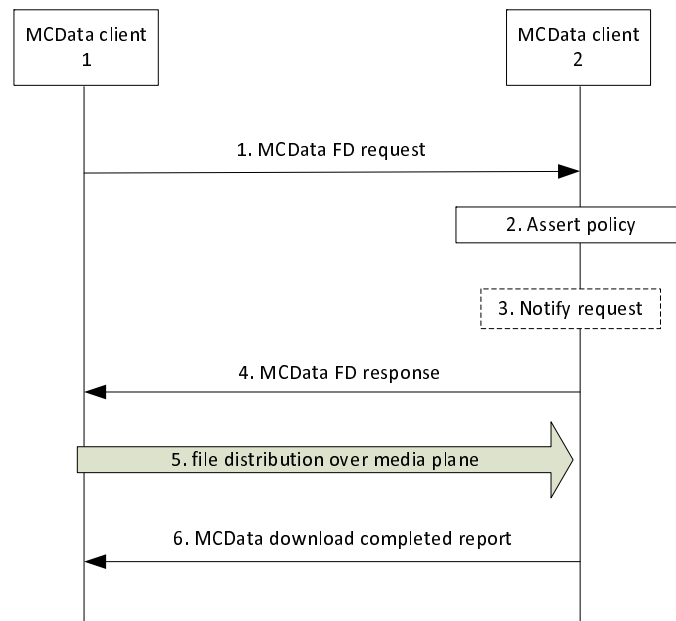 MCData client
1
MCData client
2
1. MCData FD request
2. Assert policy
3. Notify request
4. MCData FD response
5. file distribution over media plane
6. MCData download completed report